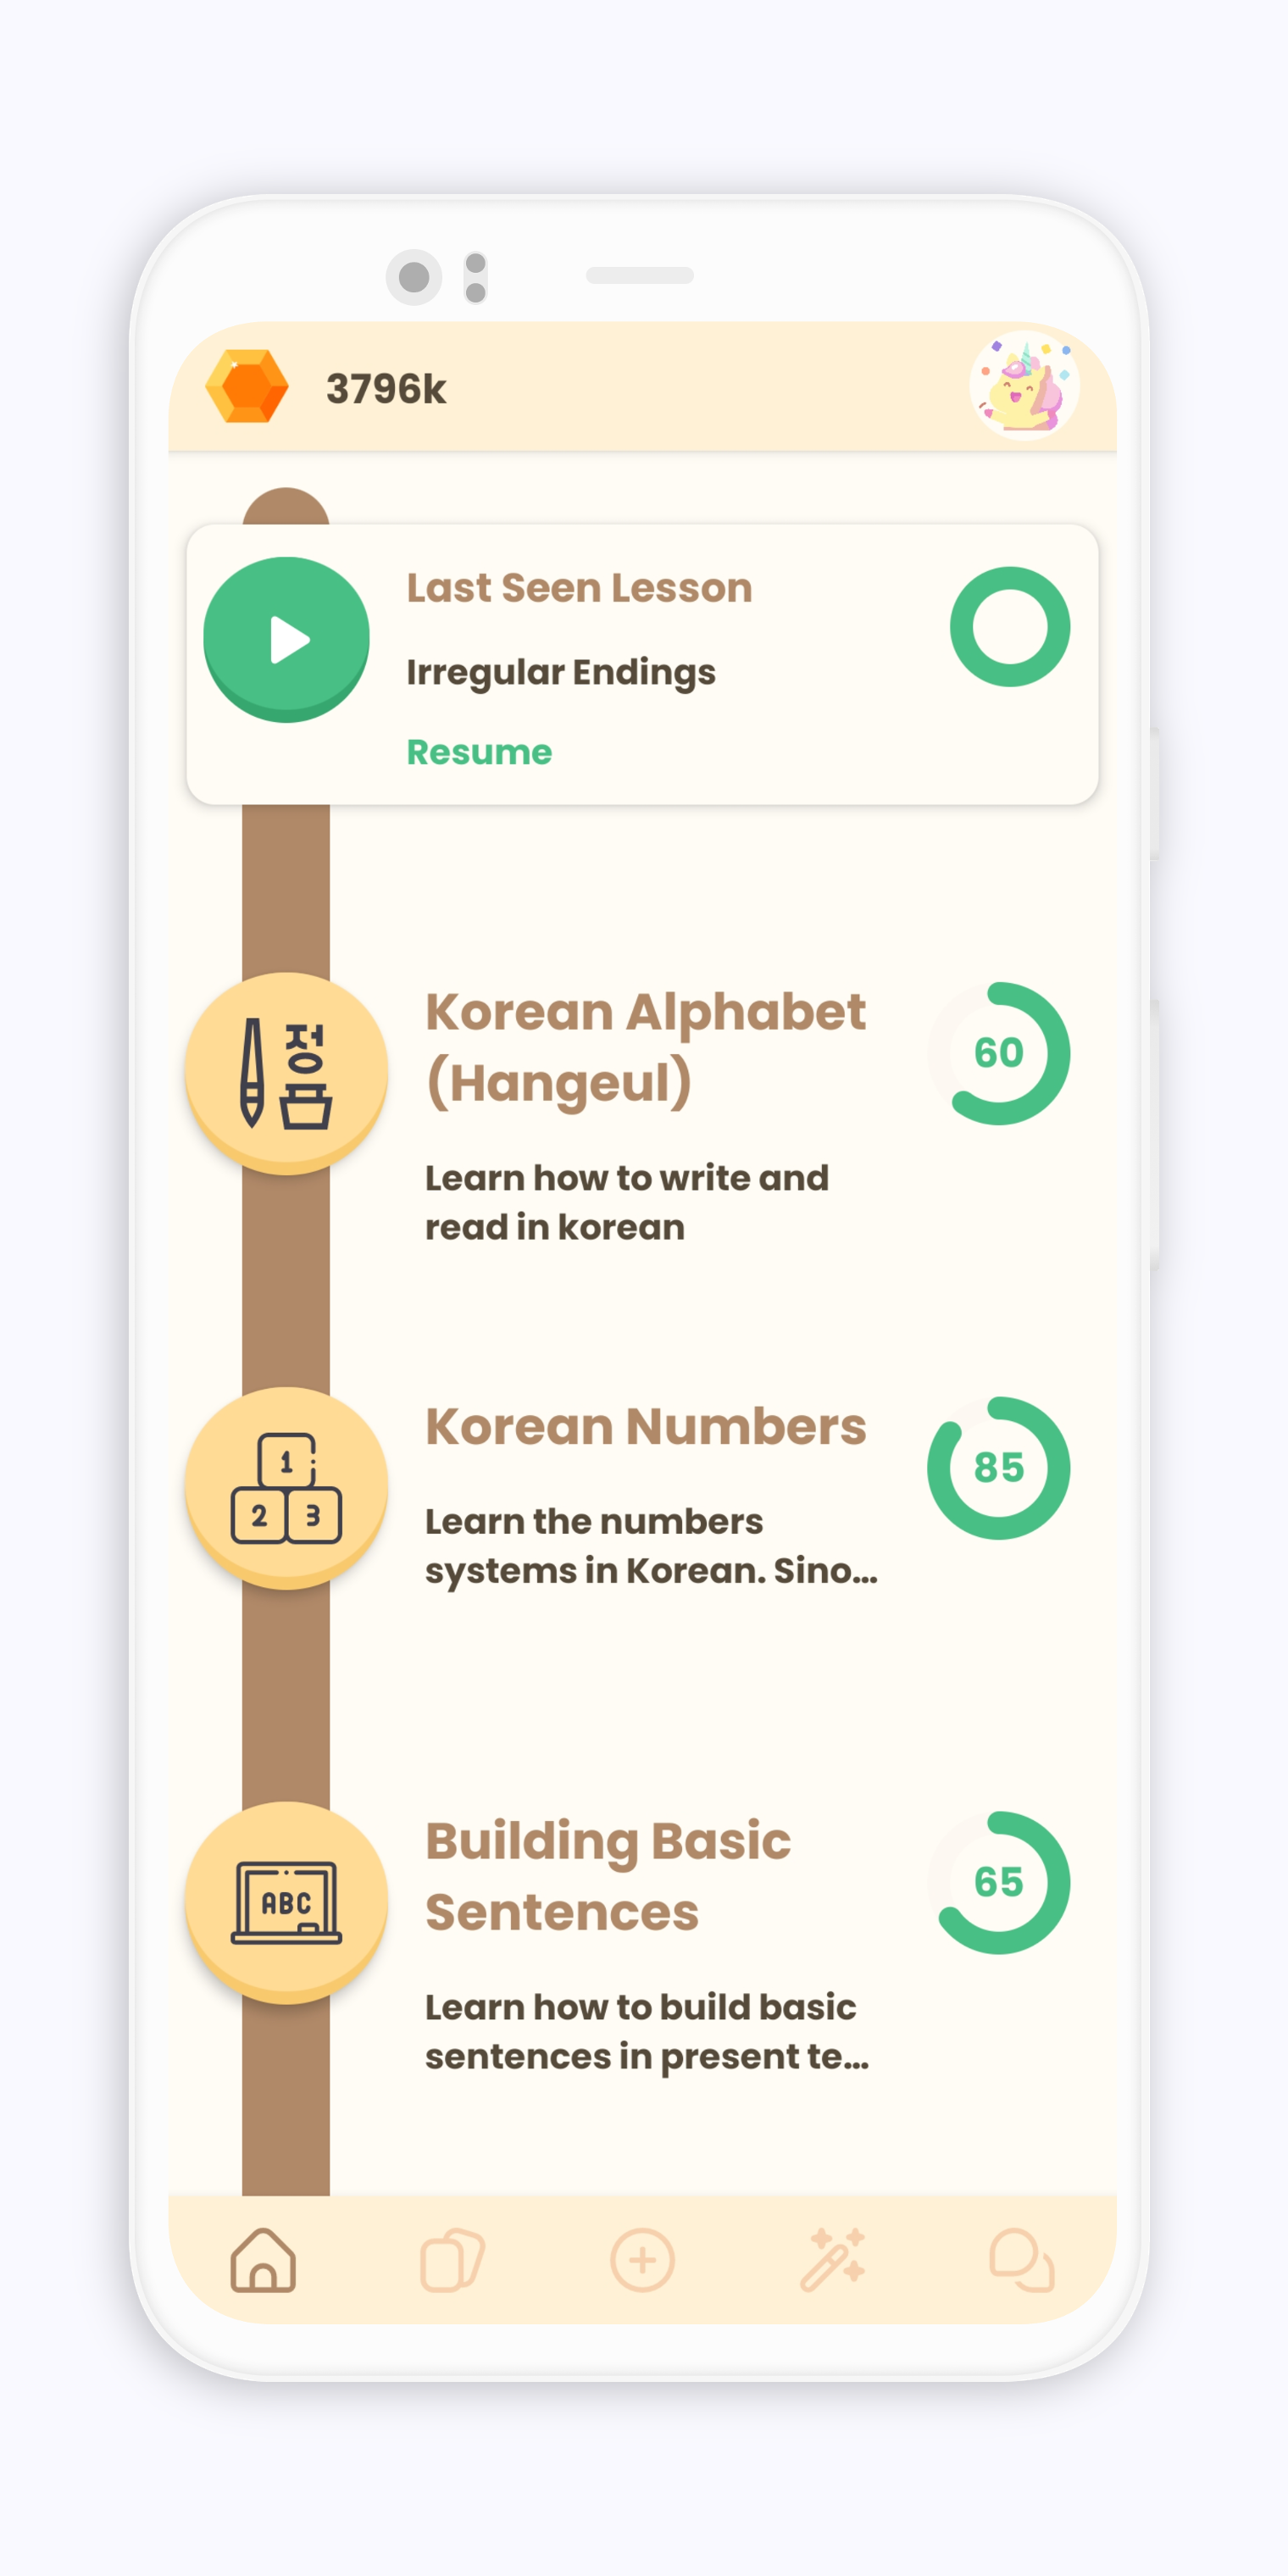 3796k
Last Seen Lesson
Irregular Endings
Resume
정
Korean Alphabet
(Hangeul)
60
Learn how to write and
read in korean
1
2 3
Korean Numbers
85
Learn the numbers
systems in Korean. Sino...
ABC
Building Basic
Sentences
65
Learn how to build basic
sentences in present te...